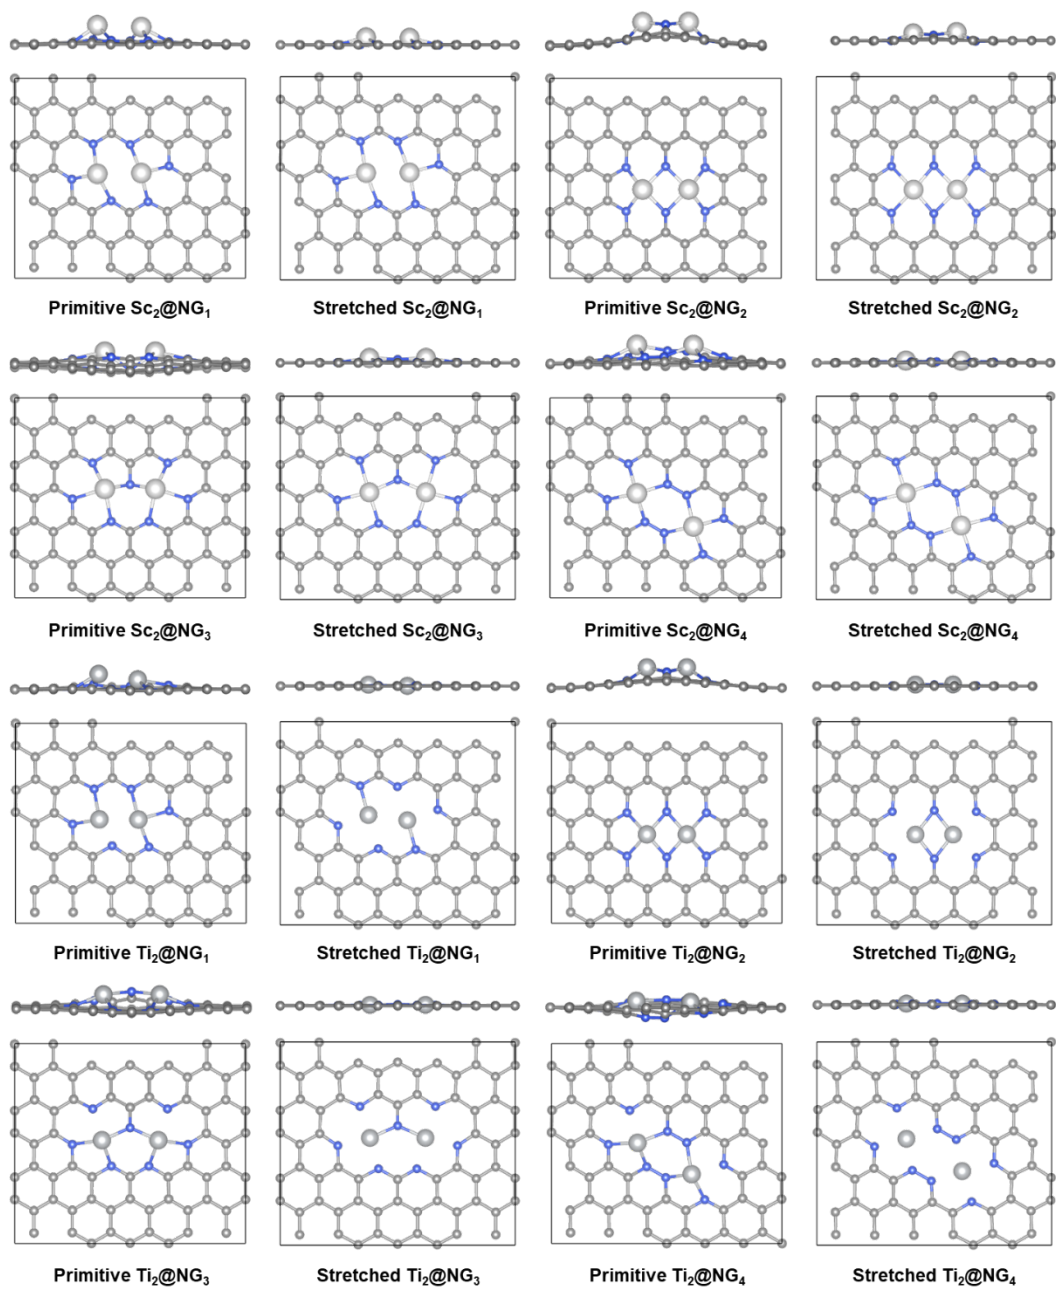 Primitive Sc₂@NG₁
Stretched Sc₂@NG₁
Primitive Sc₂@NG₂
Stretched Sc₂@NG₂
Primitive Sc₂@NG₃
Stretched Sc₂@NG₃
Primitive Sc₂@NG₄
Stretched Sc₂@NG₄
Primitive Ti₂@NG₁
Stretched Ti₂@NG₁
Primitive Ti₂@NG₂
Stretched Ti₂@NG₂
Primitive Ti₂@NG₃
Stretched Ti₂@NG₃
Primitive Ti₂@NG₄
Stretched Ti₂@NG₄